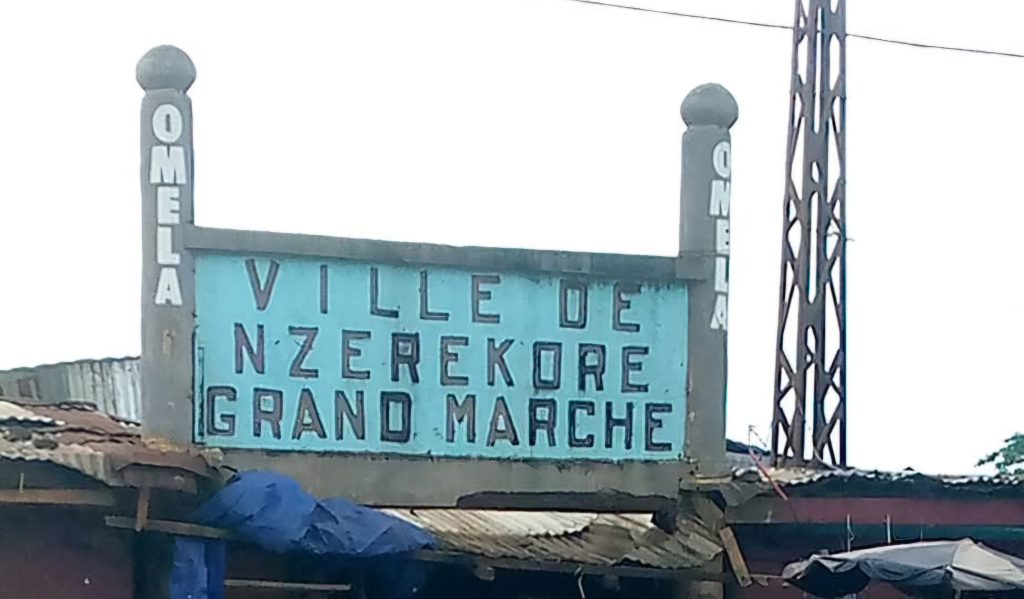 OMELA
VILLE DE
NZEREKORE
GRAND MARCHE
OMELA